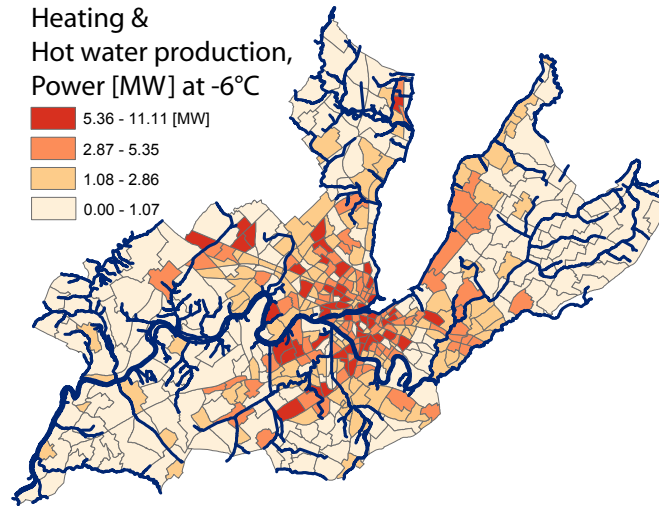 Heating &
Hot water production,
Power [MW] at -6°C
5.36 - 11.11 [MW]
2.87 - 5.35
1.08 - 2.86
0.00 - 1.07